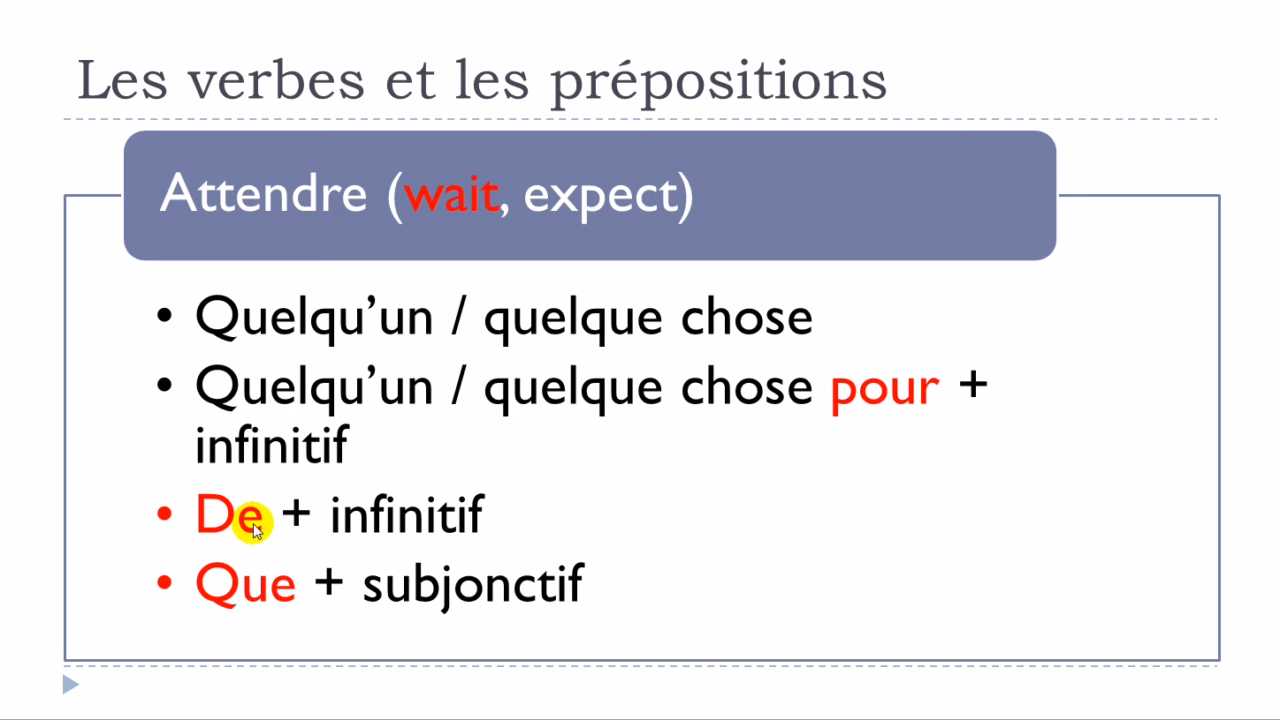 Les verbes et les prépositions
Attendre (wait, expect)
• Quelqu’un / quelque chose
• Quelqu’un / quelque chose pour +
infinitif
• De + infinitif
• Que + subjonctif